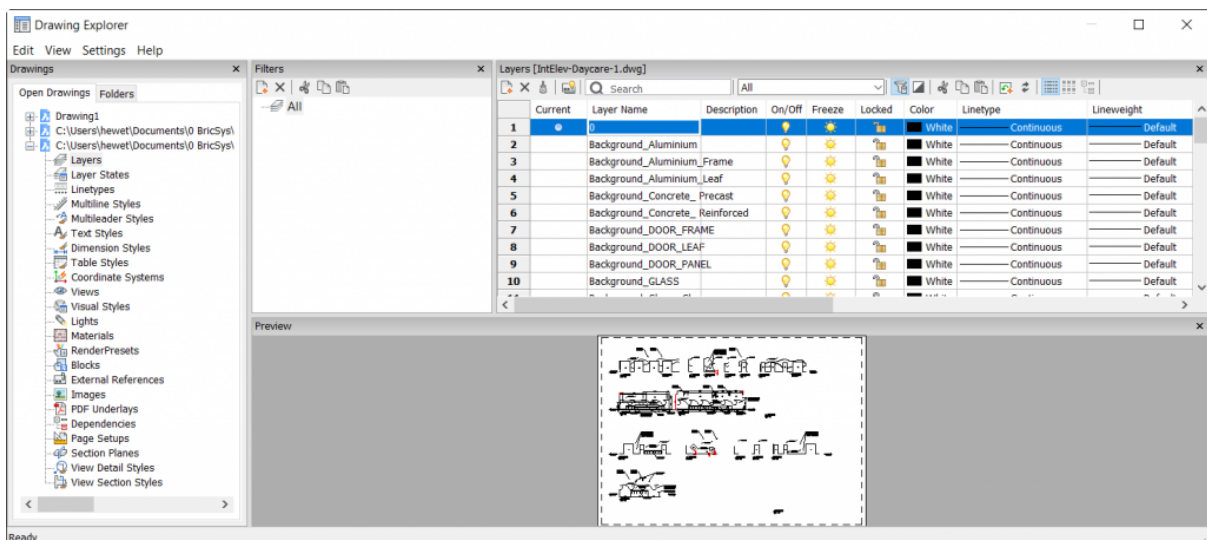 Drawing Explorer
Edit View Settings Help
Drawings
Open Drawings Folders
Drawing1
C:\Users\hewet\Documents\0 BricSys\
C:\Users\hewet\Documents\0 BricSys\
Layers
Layer States
Linetypes
Multiline Styles
Multileader Styles
Text Styles
Dimension Styles
Table Styles
Coordinate Systems
Views
Visual Styles
Lights
Materials
RenderPresets
Blocks
External References
Images
PDF Underlays
Dependencies
Page Setups
Section Planes
View Detail Styles
View Section Styles
Filters
All
Layers [IntElev-Daycare-1.dwg]
Search All
Current Layer Name Description On/Off Freeze Locked Color Linetype Lineweight
1 0 White Continuous Default
2 Background_Aluminium White Continuous Default
3 Background_Aluminium_Frame White Continuous Default
4 Background_Aluminium_Leaf White Continuous Default
5 Background_Concrete_ Precast White Continuous Default
6 Background_Concrete_ Reinforced White Continuous Default
7 Background_DOOR_FRAME White Continuous Default
8 Background_DOOR_LEAF White Continuous Default
9 Background_DOOR_PANEL White Continuous Default
10 Background_GLASS White Continuous Default
Preview
Ready